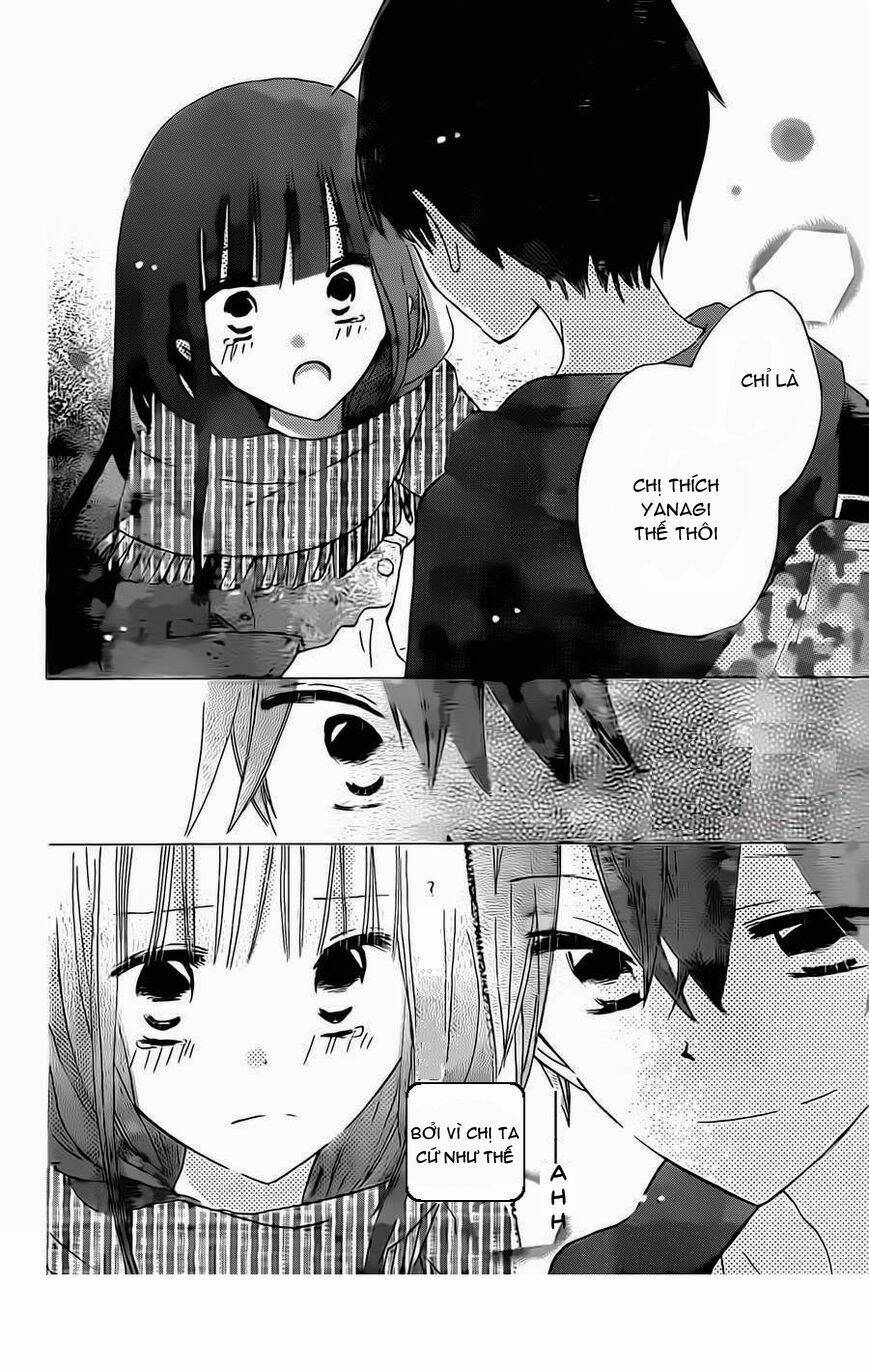 CHỈ LÀ
CHỊ THÍCH
YANAGI
THẾ THÔI
?
BỞI VÌ CHỊ TA
CỨ NHƯ THẾ
AHH